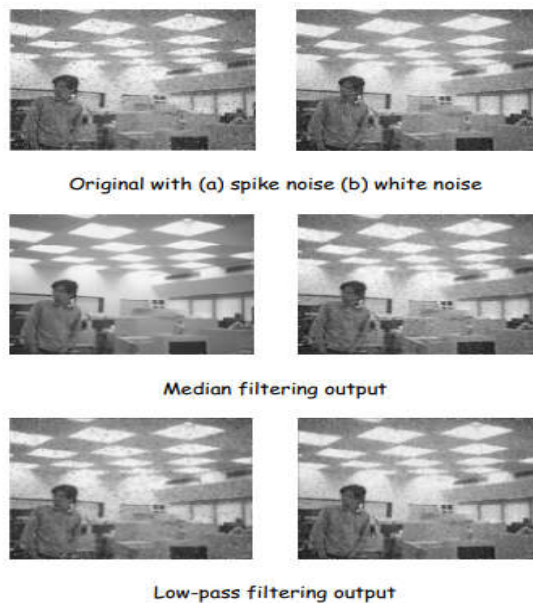 Original with (a) spike noise (b) white noise
Median filtering output
Low-pass filtering output